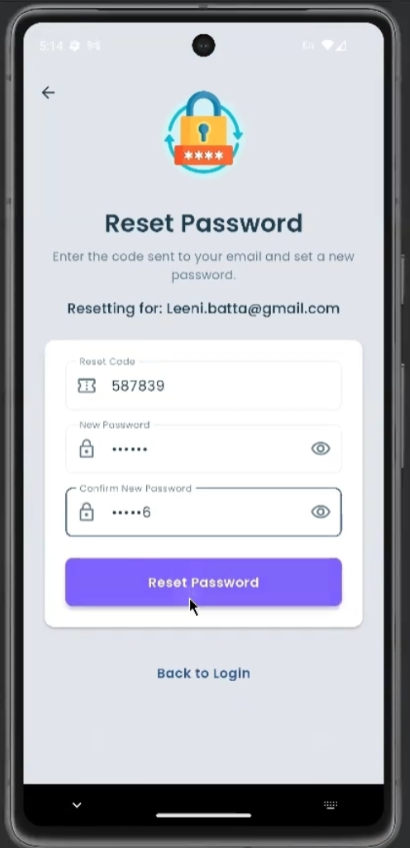 5:14
****
Reset Password
Enter the code sent to your email and set a new
password.
Resetting for: Leeni.batta@gmail.com
Reset Code
587839
New Password
••••••
Confirm New Password
•••••6
Reset Password
Back to Login